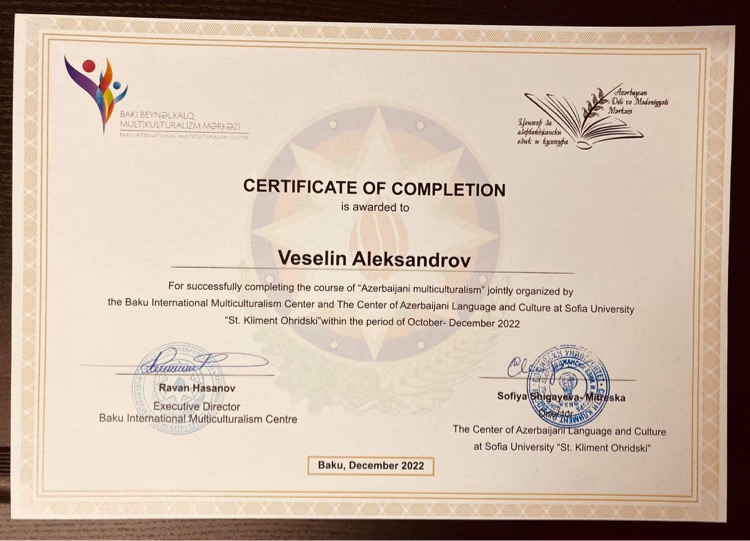 BAKI BEYNƏLXALQ
MULTİKULTURALİZM MƏRKƏZİ
BAKU INTERNATIONAL MULTICULTURALISM CENTRE
Azərbaycan
Dili və Mədəniyyəti
Mərkəzi
Център за
азербайджански
език и култура
CERTIFICATE OF COMPLETION
is awarded to
Veselin Aleksandrov
For successfully completing the course of "Azerbaijani multiculturalism" jointly organized by
the Baku International Multiculturalism Center and The Center of Azerbaijani Language and Culture at Sofia University
"St. Kliment Ohridski"within the period of October- December 2022
Ravan Hasanov
Executive Director
Baku International Multiculturalism Centre
Sofiya Shigayeva- Mitreska
Director
The Center of Azerbaijani Language and Culture
at Sofia University "St. Kliment Ohridski"
Baku, December 2022